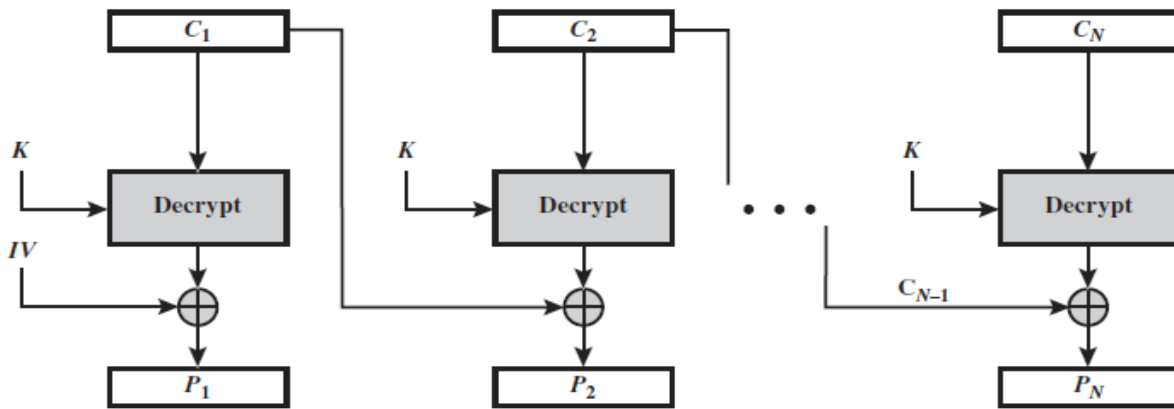 C1 C2 CN
K K K
Decrypt Decrypt Decrypt
• • •
IV
CN–1
P1 P2 PN